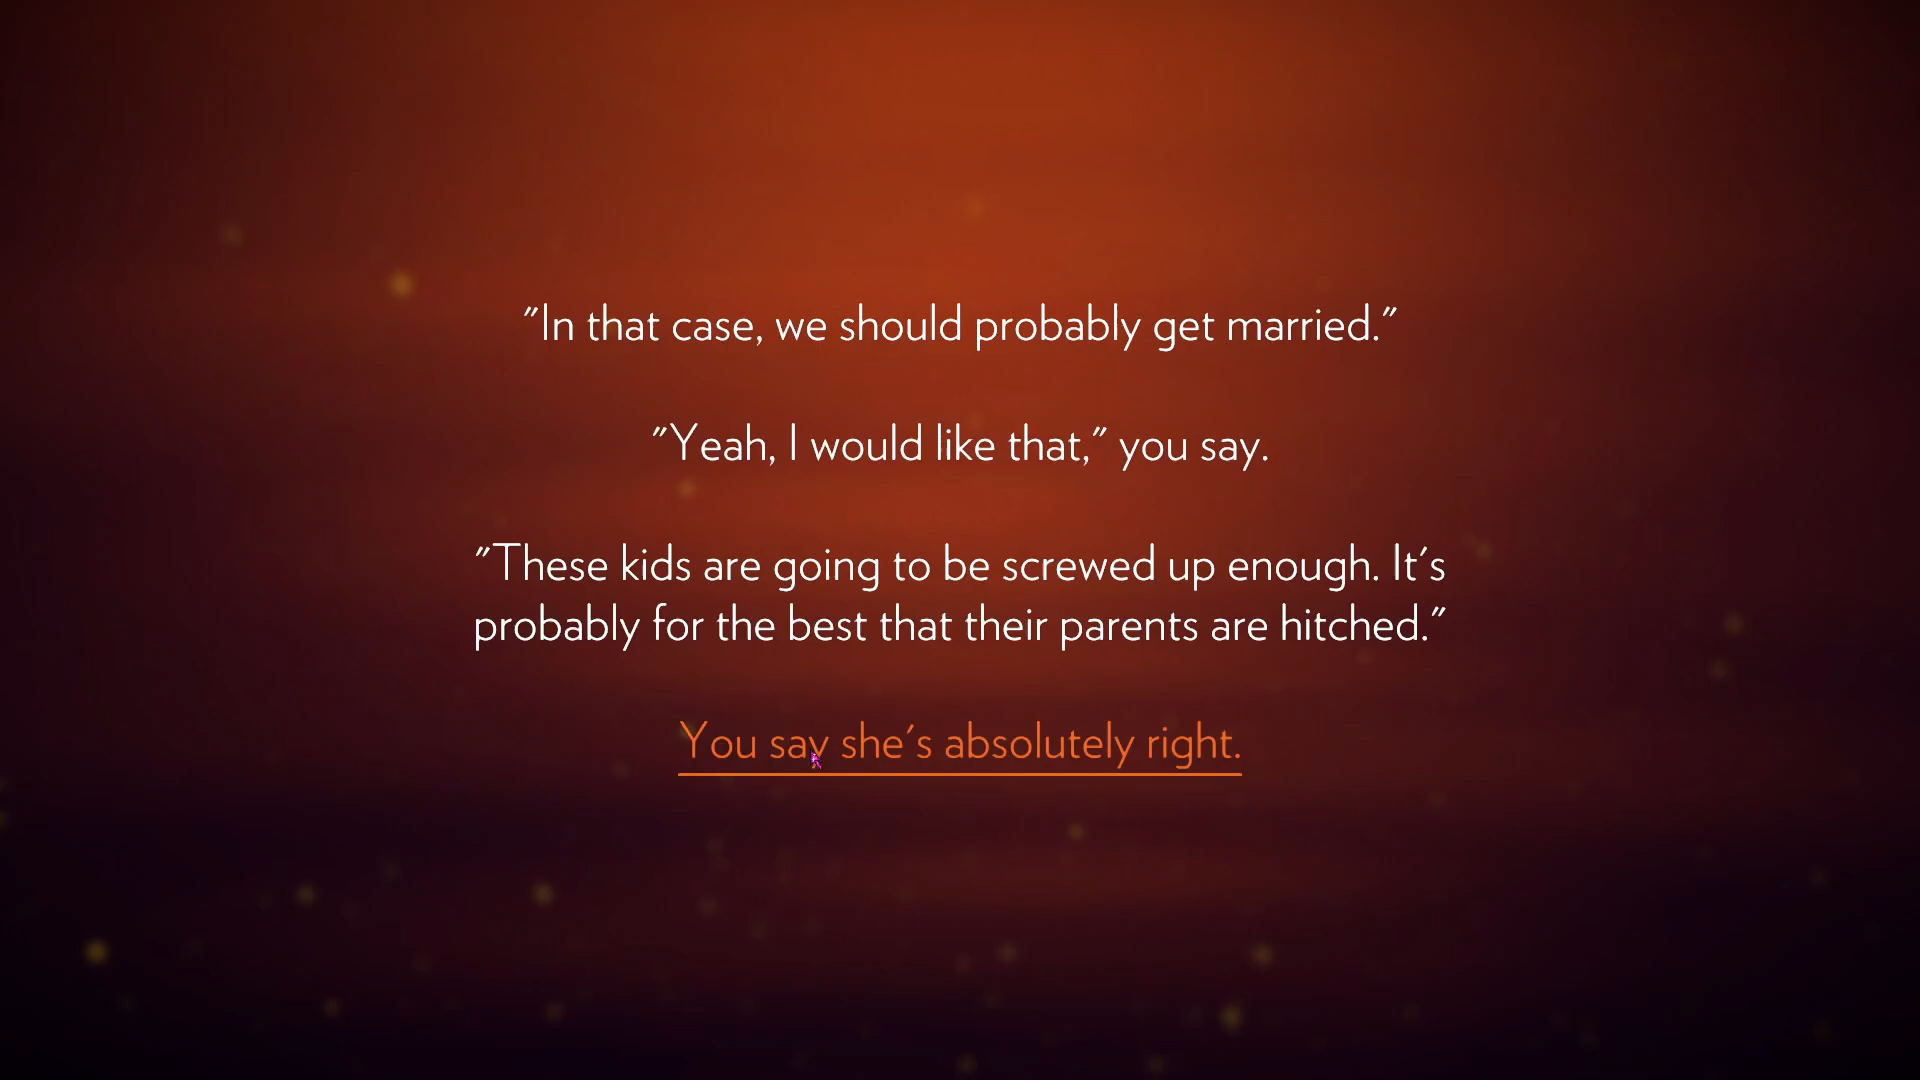 "In that case, we should probably get married."
"Yeah, I would like that," you say.
"These kids are going to be screwed up enough. It's
probably for the best that their parents are hitched."
You say she's absolutely right.